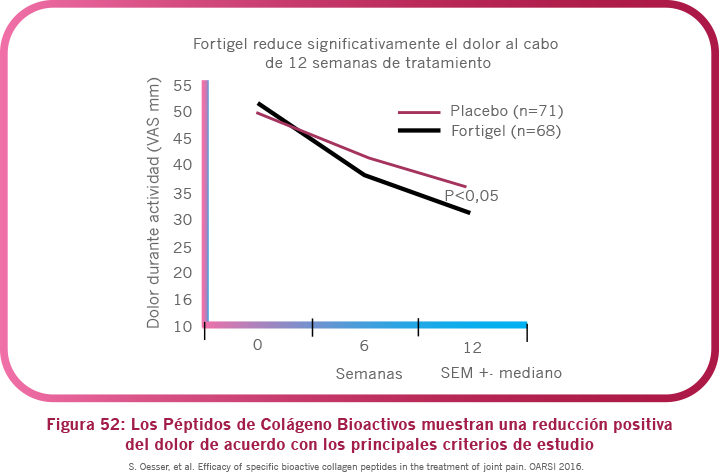 Fortigel reduce significativamente el dolor al cabo
de 12 semanas de tratamiento
Dolor durante actividad (VAS mm)
55
50
45
40
35
30
25
20
16
10
Placebo (n=71)
Fortigel (n=68)
P<0,05
0
6
12
Semanas
SEM +- mediano
Figura 52: Los Péptidos de Colágeno Bioactivos muestran una reducción positiva
del dolor de acuerdo con los principales criterios de estudio
S. Oesser, et al. Efficacy of specific bioactive collagen peptides in the treatment of joint pain. OARSI 2016.